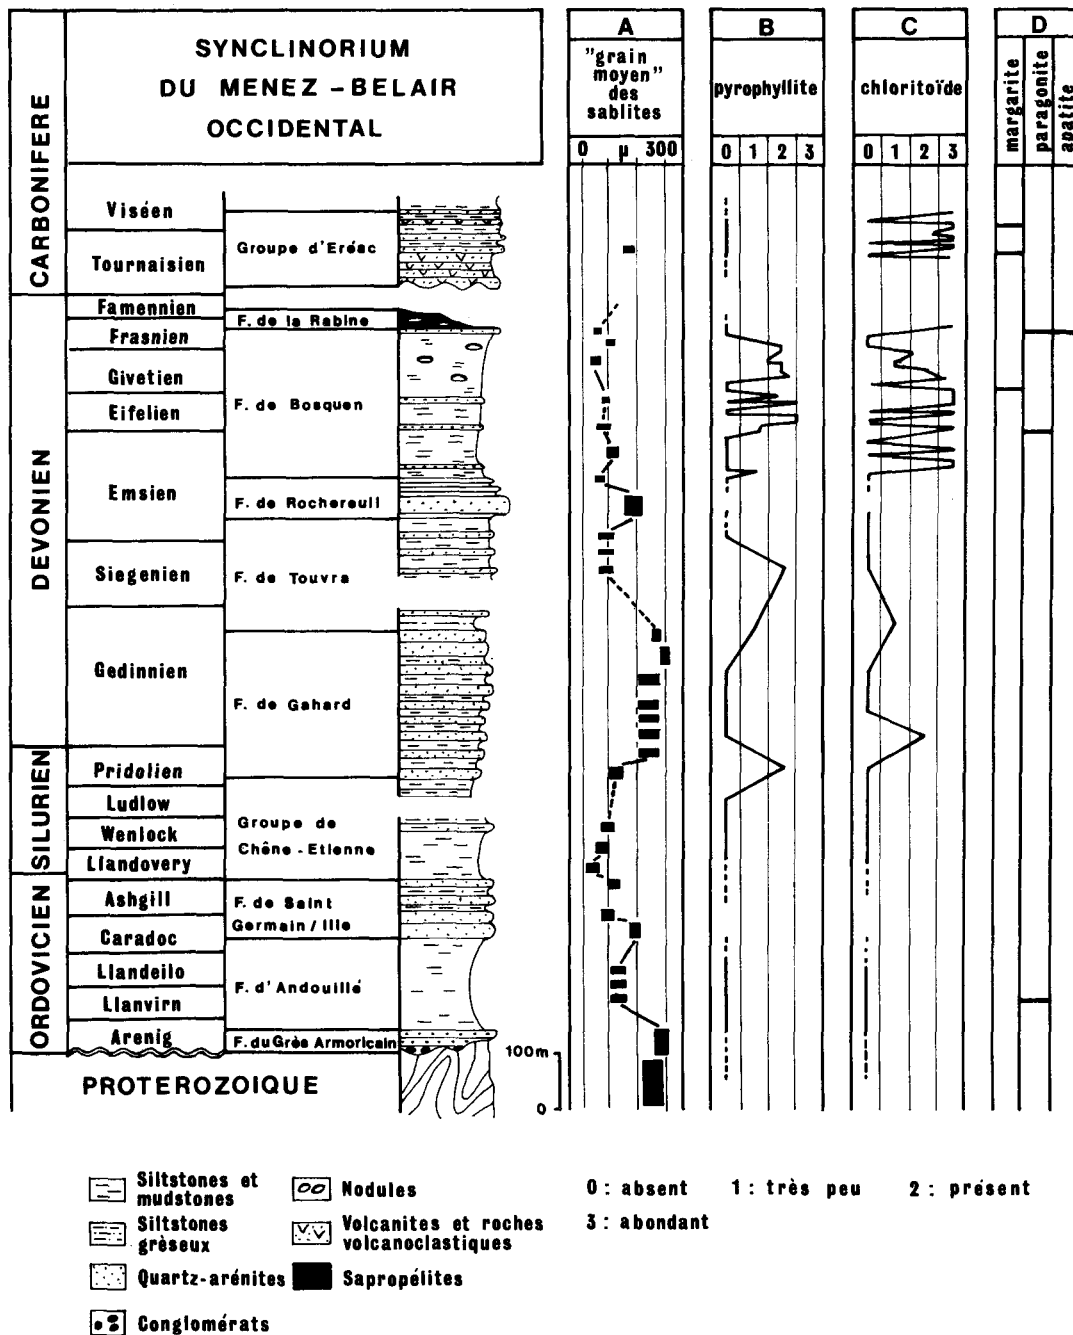 SYNCLINORIUM
DU MENEZ - BELAIR
OCCIDENTAL
A
"grain
moyen"
des
sablites
0 μ 300
B
pyrophyllite
0 1 2 3
C
chloritoïde
0 1 2 3
D
margarite
paragonite
apatite
CARBONIFERE
Viséen
Tournaisien
Groupe d'Eréac
DEVONIEN
Famennien
Frasnien
Givetien
Eifelien
Emsien
Siegenien
Gedinnien
F. de la Rabine
F. de Bosquen
F. de Rochereuil
F. de Touvra
F. de Gahard
SILURIEN
Pridolien
Ludlow
Wenlock
Llandovery
Groupe de
Chêne - Etienne
ORDOVICIEN
Ashgill
Caradoc
Llandeilo
Llanvirn
Arenig
F. de Saint
Germain / Ille
F. d'Andouillé
F. du Grès Armoricain
PROTEROZOIQUE
100m
0
Siltstones et
mudstones
Siltstones
grèseux
Quartz-arénites
Conglomérats
Nodules
Volcanites et roches
volcanoclastiques
Sapropélites
0 : absent 1 : très peu 2 : présent
3 : abondant